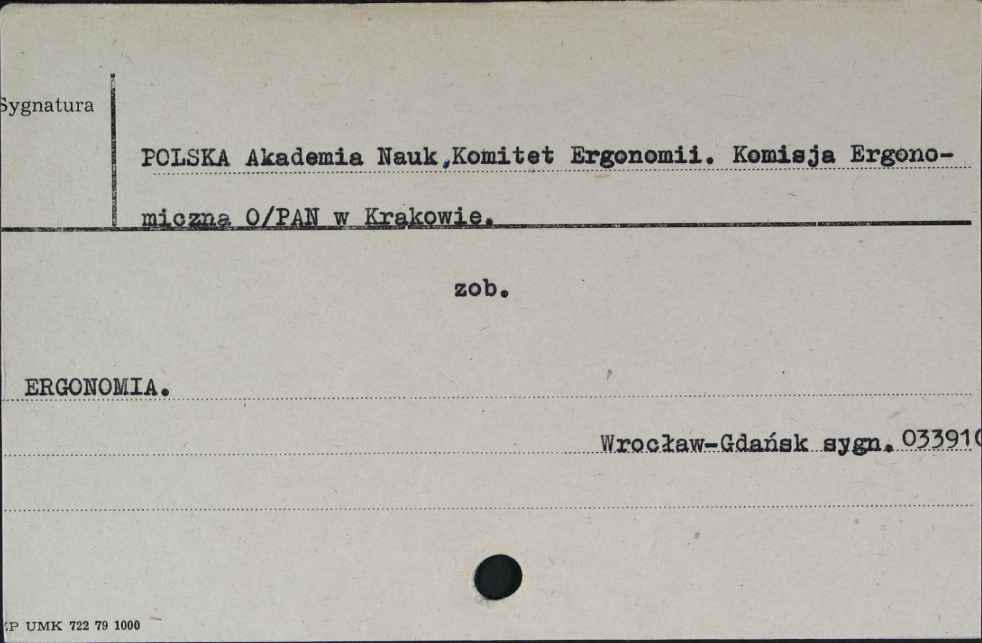 Sygnatura
POLSKA Akademia Nauk,Komitet Ergonomii. Komisja Ergono-
miczna O/PAN w Krakowie.
zob.
ERGONOMIA.
Wrocław-Gdańsk sygn. 033910
P UMK 722 79 1000